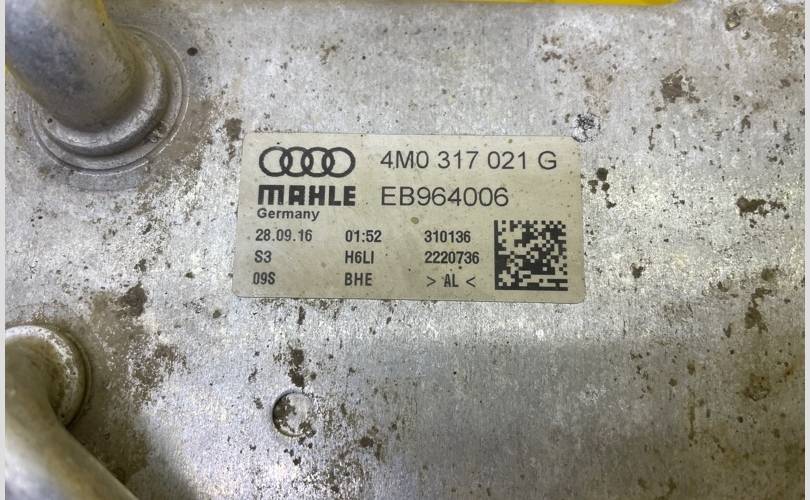 4M0 317 021 G
MAHLE EB964006
Germany
28.09.16 01:52 310136
S3 H6LI 2220736
09S BHE > AL <